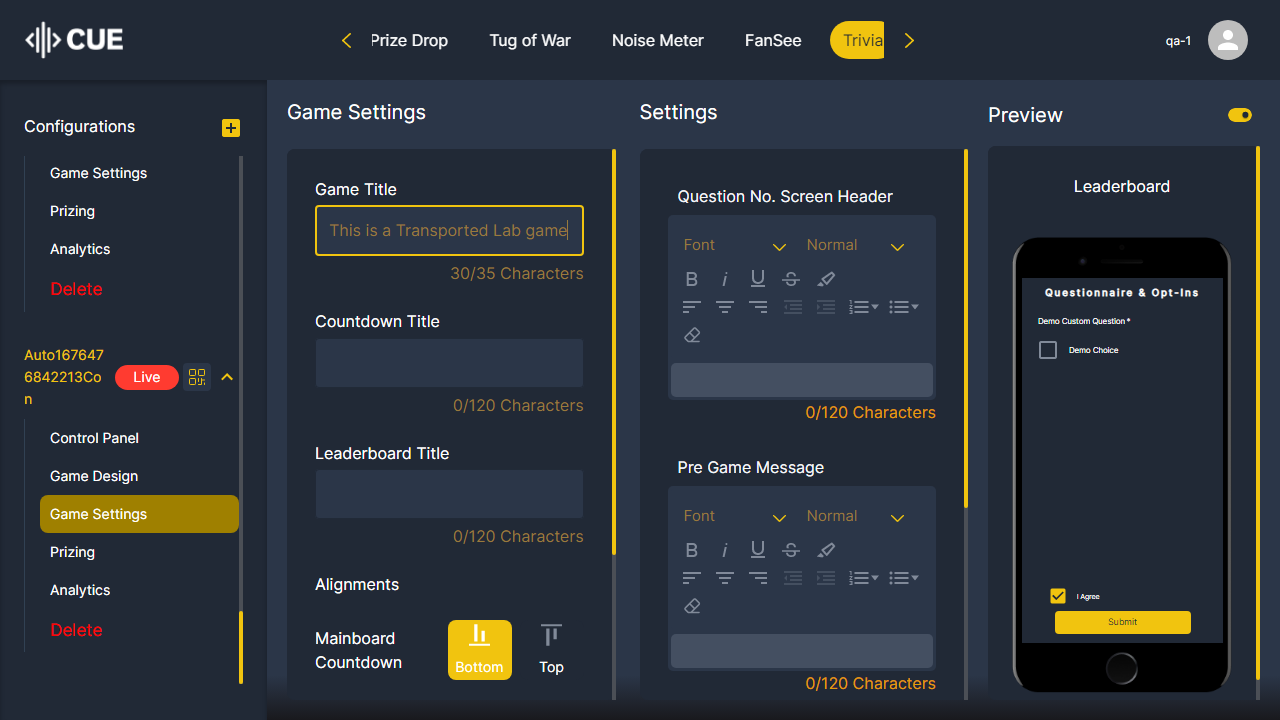 CUE
Prize Drop
Tug of War
Noise Meter
FanSee
Trivia
qa-1
Configurations
Game Settings
Prizing
Analytics
Delete
Auto167647
6842213Co
n
Live
Control Panel
Game Design
Game Settings
Prizing
Analytics
Delete
Game Settings
Game Title
This is a Transported Lab game
30/35 Characters
Countdown Title
0/120 Characters
Leaderboard Title
0/120 Characters
Alignments
Mainboard
Countdown
Bottom
Top
Settings
Question No. Screen Header
Font
Normal
B i U S
0/120 Characters
Pre Game Message
Font
Normal
B i U S
0/120 Characters
Preview
Leaderboard
Questionnaire & Opt-Ins
Demo Custom Question *
Demo Choice
I Agree
Submit